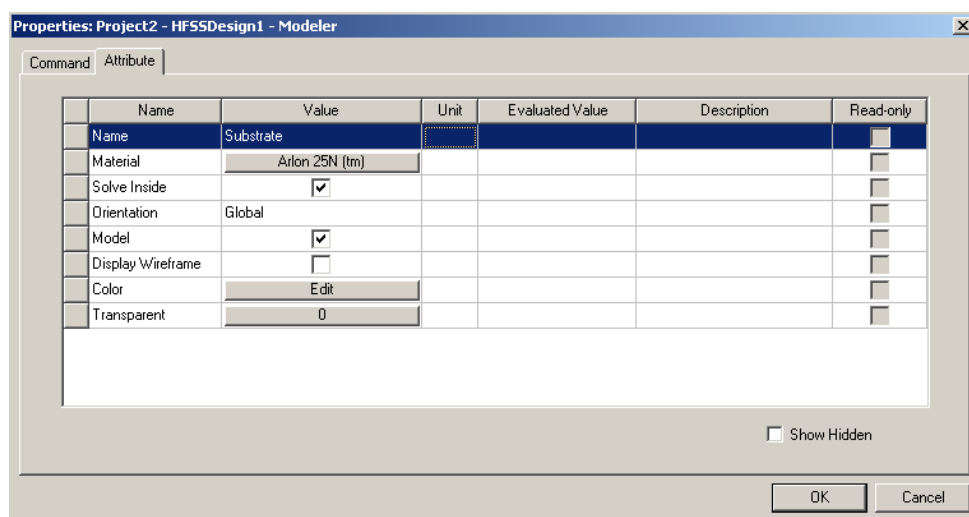 Properties: Project2 - HFSSDesign1 - Modeler
Command Attribute
Name Value Unit Evaluated Value Description Read-only
Name Substrate
Material Arlon 25N (tm)
Solve Inside
Orientation Global
Model
Display Wireframe
Color Edit
Transparent 0
Show Hidden
OK Cancel